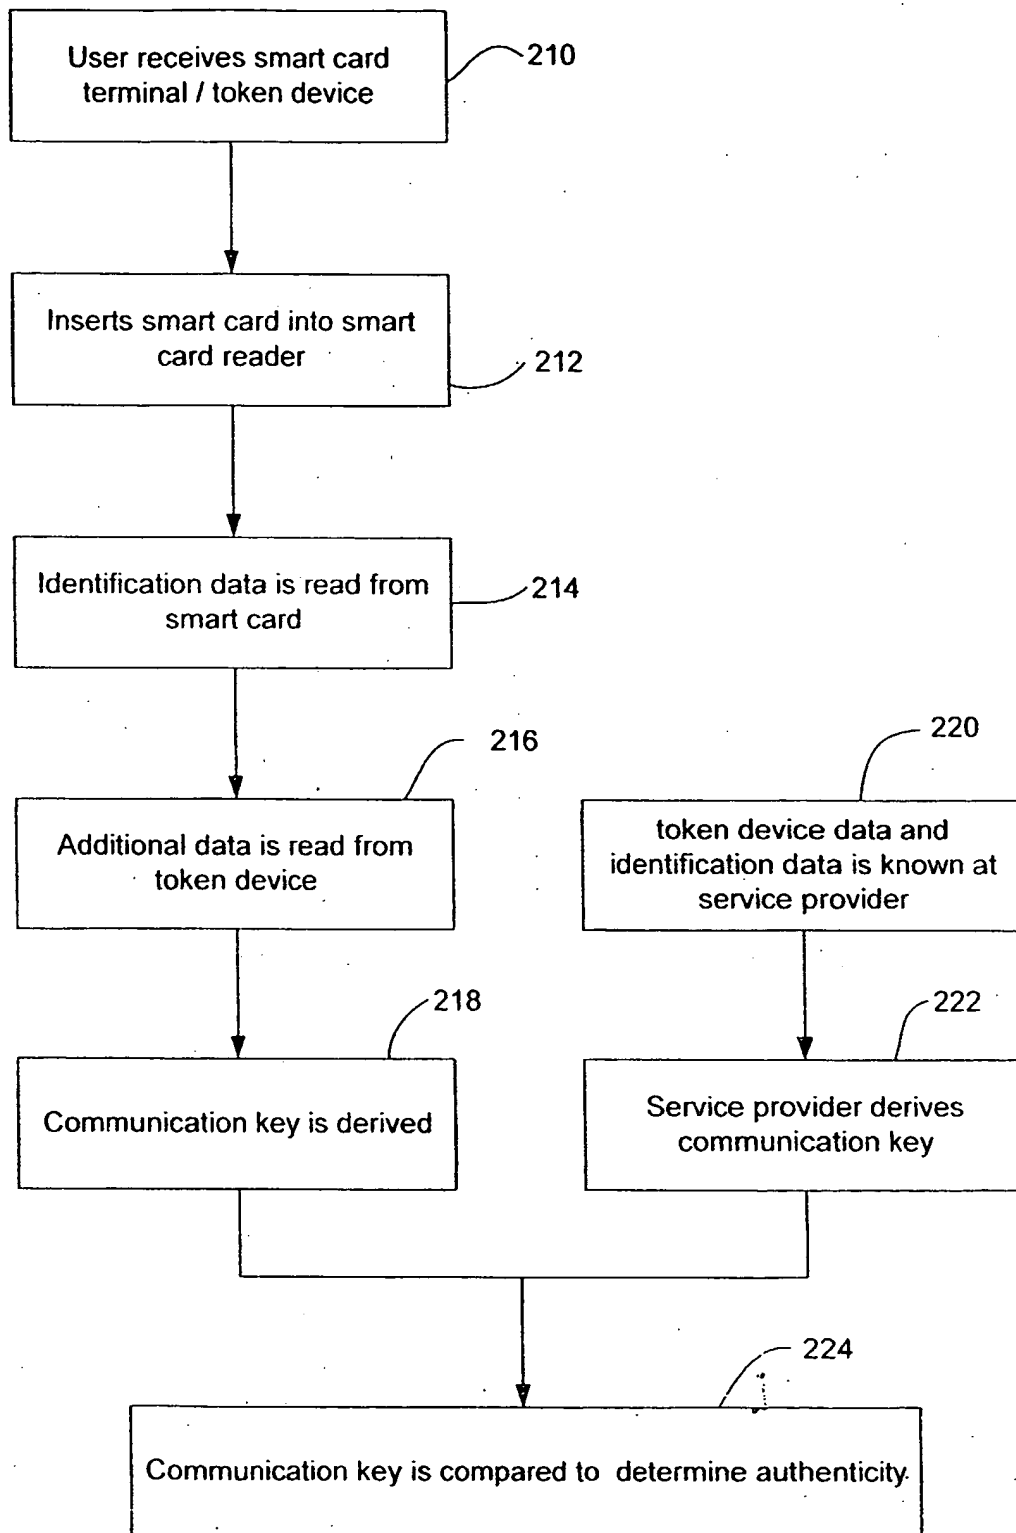 User receives smart card
terminal / token device
210
Inserts smart card into smart
card reader
212
Identification data is read from
smart card
214
216
Additional data is read from
token device
220
token device data and
identification data is known at
service provider
218
Communication key is derived
222
Service provider derives
communication key
224
Communication key is compared to determine authenticity.